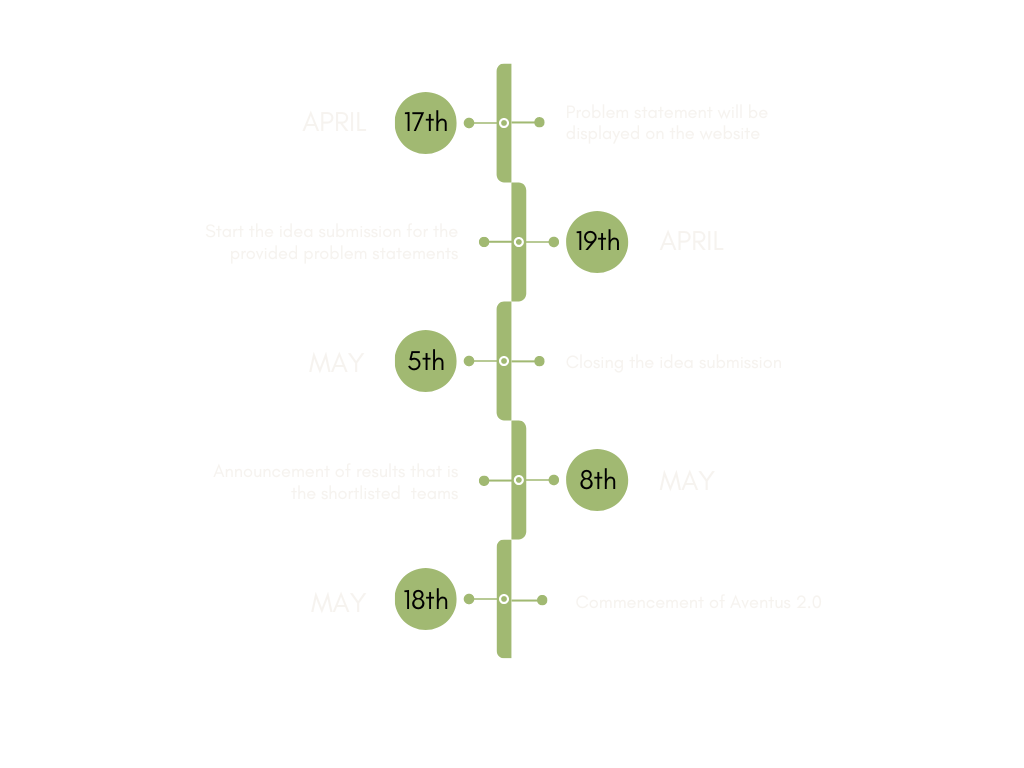 APRIL
17th
Problem statement will be
displayed on the website
Start the idea submission for the
provided problem statements
19th
APRIL
MAY
5th
Closing the idea submission
Announcement of results that is
the shortlisted teams
8th
MAY
MAY
18th
Commencement of Aventus 2.0